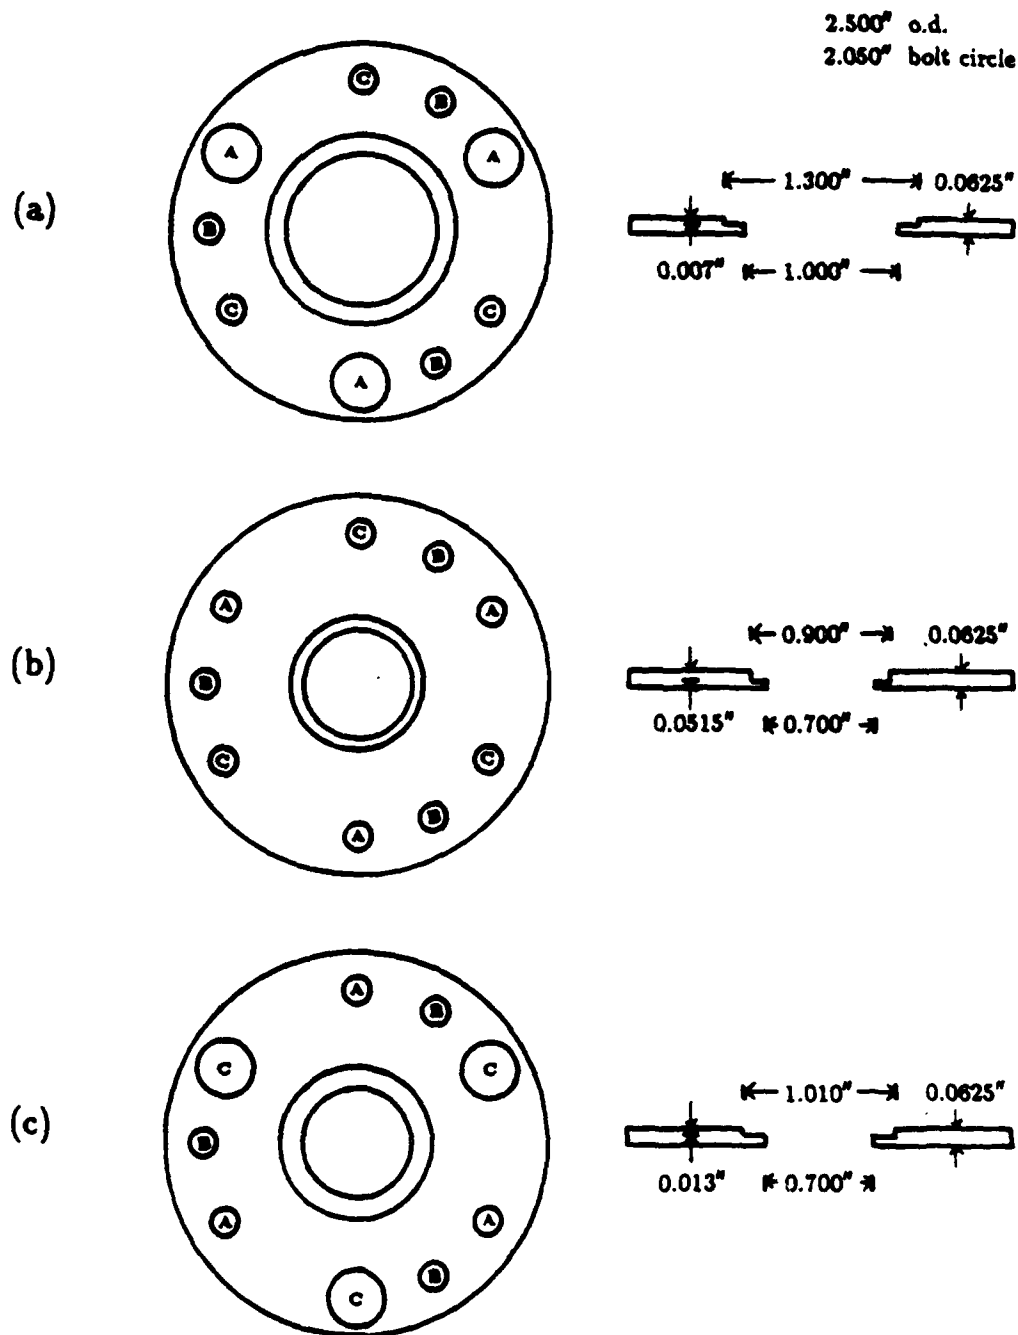 2.500" o.d.
2.050" bolt circle
(a)
C
B
A
A
B
C
C
B
A
1.300"
0.0625"
0.007"
1.000"
(b)
C
B
A
A
B
C
C
B
A
0.900"
0.0625"
0.0515"
0.700"
(c)
A
B
C
C
B
A
A
B
C
1.010"
0.0625"
0.013"
0.700"